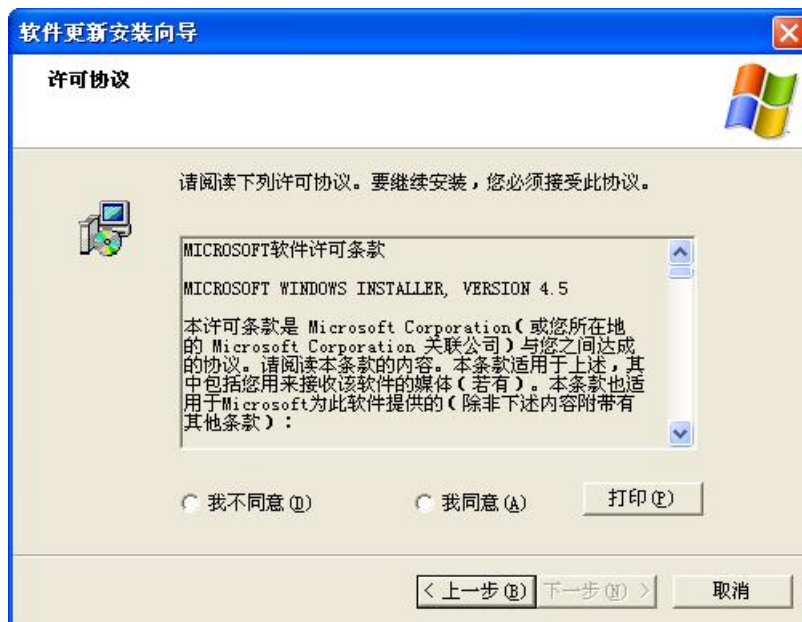 软件更新安装向导
许可协议
请阅读下列许可协议。要继续安装，您必须接受此协议。
MICROSOFT软件许可条款
MICROSOFT WINDOWS INSTALLER, VERSION 4.5
本许可条款是 Microsoft Corporation（或您所在地
的 Microsoft Corporation 关联公司）与您之间达成
的协议。请阅读本条款的内容。本条款适用于上述，其
中包括您用来接收该软件的媒体（若有）。本条款也适
用于Microsoft为此软件提供的（除非下述内容附带有
其他条款）：
我不同意(D) 我同意(A) 打印(P)
< 上一步(B) 下一步(N) > 取消